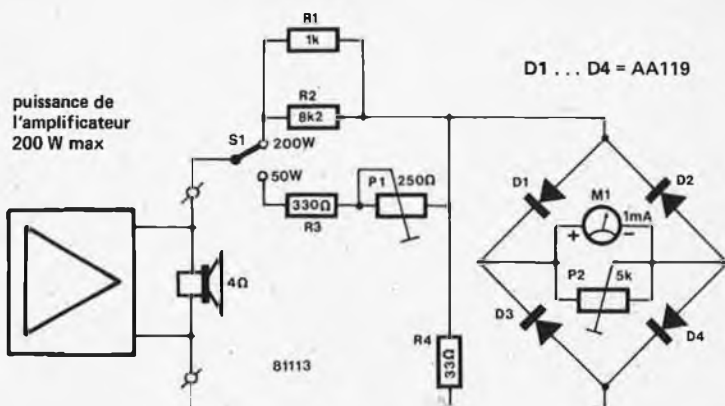 R1
1k
D1 . . . D4 = AA119
puissance de
l'amplificateur
200 W max
R2
8k2
S1
200W
50W
P1
250Ω
330Ω
R3
D1
D2
M1
1mA
+
–
P2
5k
4Ω
D3
D4
R4
33Ω
81113